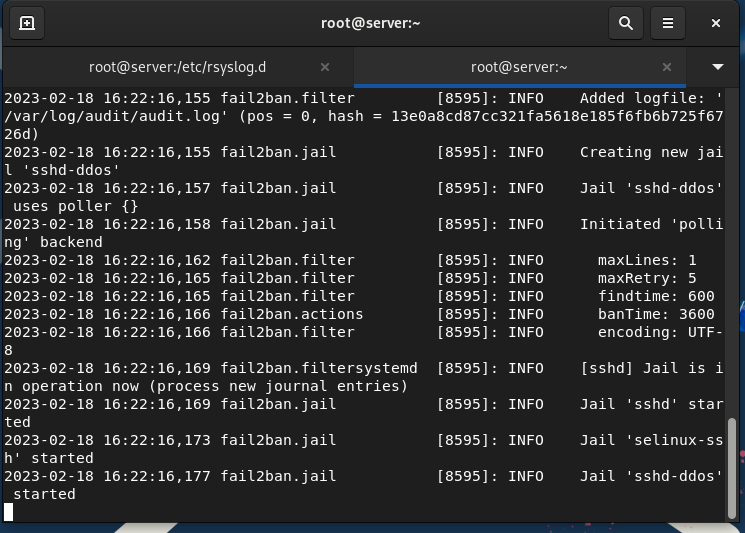 root@server:~
root@server:/etc/rsyslog.d
root@server:~
2023-02-18 16:22:16,155 fail2ban.filter         [8595]: INFO    Added logfile: '
/var/log/audit/audit.log' (pos = 0, hash = 13e0a8cd87cc321fa5618e185f6fb6b725f67
26d)
2023-02-18 16:22:16,155 fail2ban.jail           [8595]: INFO    Creating new jai
l 'sshd-ddos'
2023-02-18 16:22:16,157 fail2ban.jail           [8595]: INFO    Jail 'sshd-ddos'
 uses poller {}
2023-02-18 16:22:16,158 fail2ban.jail           [8595]: INFO    Initiated 'polli
ng' backend
2023-02-18 16:22:16,162 fail2ban.filter         [8595]: INFO      maxLines: 1
2023-02-18 16:22:16,165 fail2ban.filter         [8595]: INFO      maxRetry: 5
2023-02-18 16:22:16,165 fail2ban.filter         [8595]: INFO      findtime: 600
2023-02-18 16:22:16,166 fail2ban.actions        [8595]: INFO      banTime: 3600
2023-02-18 16:22:16,166 fail2ban.filter         [8595]: INFO      encoding: UTF-
8
2023-02-18 16:22:16,169 fail2ban.filtersystemd  [8595]: INFO    [sshd] Jail is i
n operation now (process new journal entries)
2023-02-18 16:22:16,169 fail2ban.jail           [8595]: INFO    Jail 'sshd' star
ted
2023-02-18 16:22:16,173 fail2ban.jail           [8595]: INFO    Jail 'selinux-ss
h' started
2023-02-18 16:22:16,177 fail2ban.jail           [8595]: INFO    Jail 'sshd-ddos'
 started